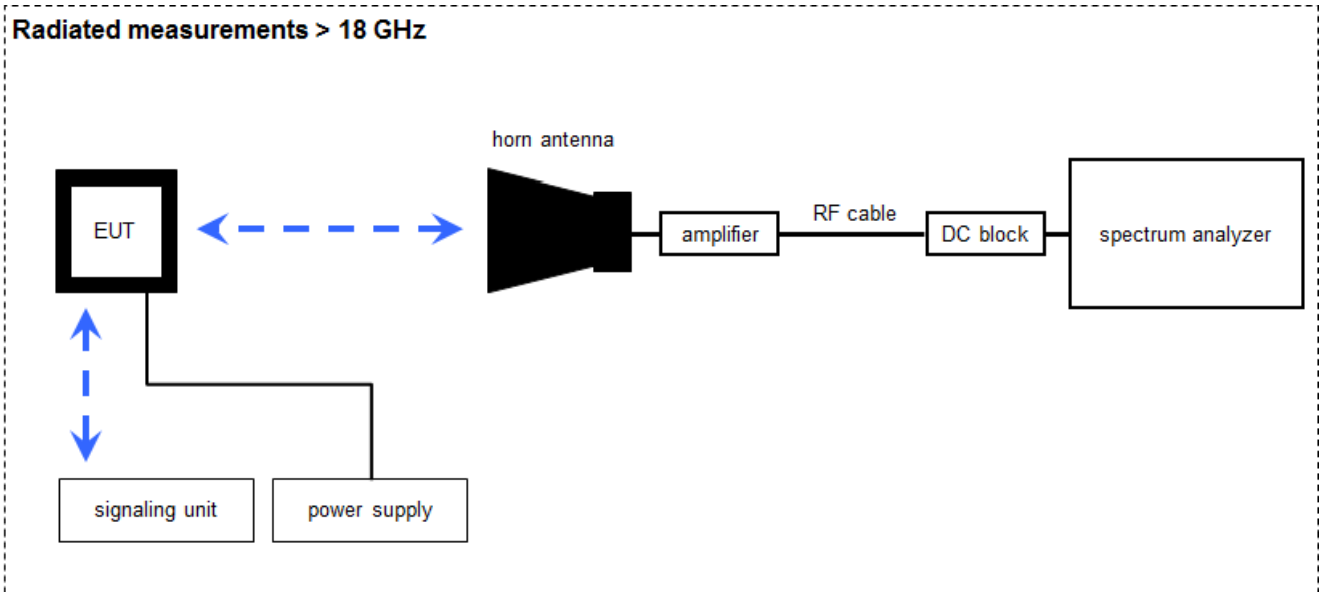 Radiated measurements > 18 GHz
horn antenna
EUT
amplifier
RF cable
DC block
spectrum analyzer
signaling unit
power supply